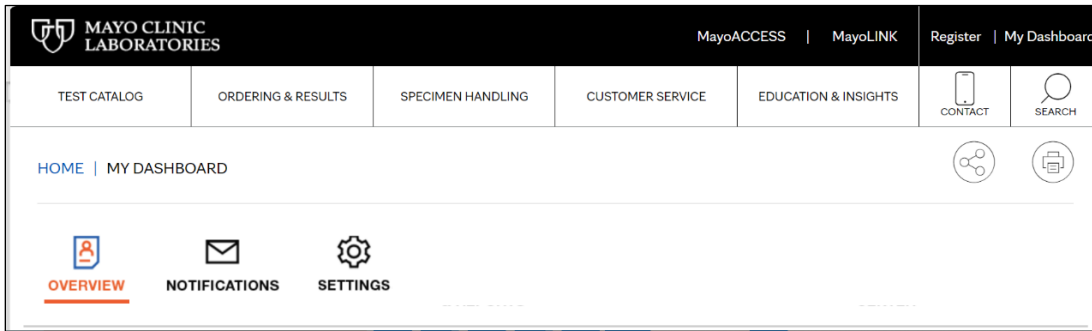 MAYO CLINIC
LABORATORIES
MayoACCESS | MayoLINK Register | My Dashboard
TEST CATALOG ORDERING & RESULTS SPECIMEN HANDLING CUSTOMER SERVICE EDUCATION & INSIGHTS CONTACT SEARCH
HOME | MY DASHBOARD
OVERVIEW NOTIFICATIONS SETTINGS